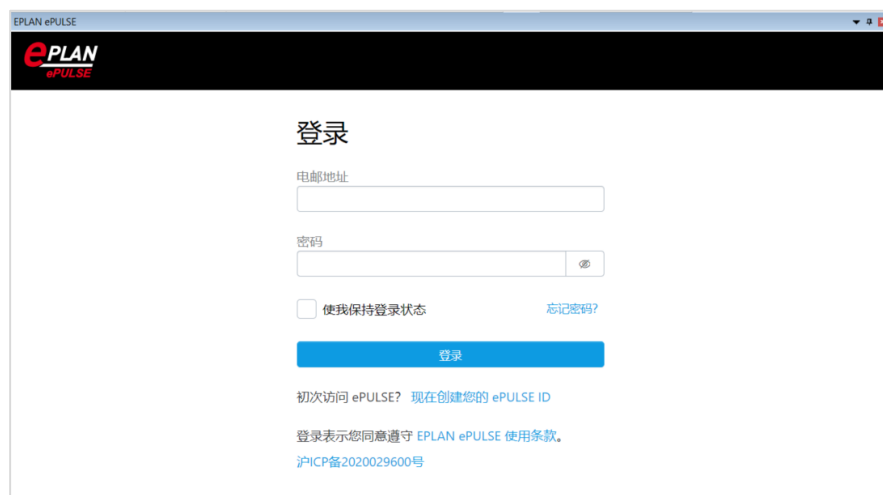 EPLAN ePULSE
ePLAN
ePULSE
登录
电邮地址
密码
使我保持登录状态
忘记密码?
登录
初次访问 ePULSE? 现在创建您的 ePULSE ID
登录表示您同意遵守 EPLAN ePULSE 使用条款。
沪ICP备2020029600号